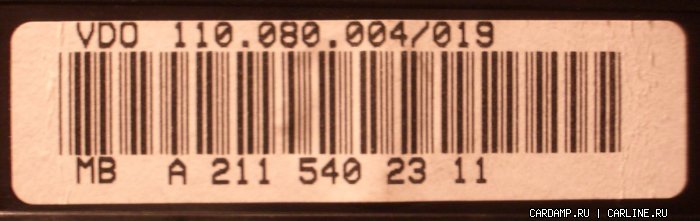 VDO 110.080.004/019
MB A 211 540 23 11
CARDAMP.RU | CARLINE.RU